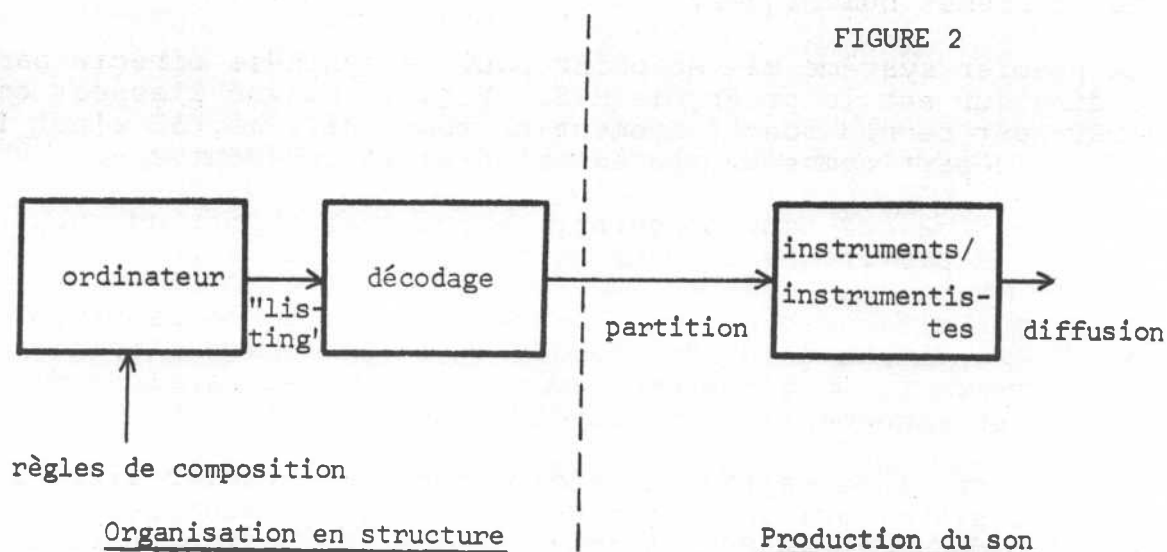 FIGURE 2
ordinateur
"lis-
ting"
décodage
partition
instruments/
instrumentis-
tes
diffusion
règles de composition
Organisation en structure
Production du son